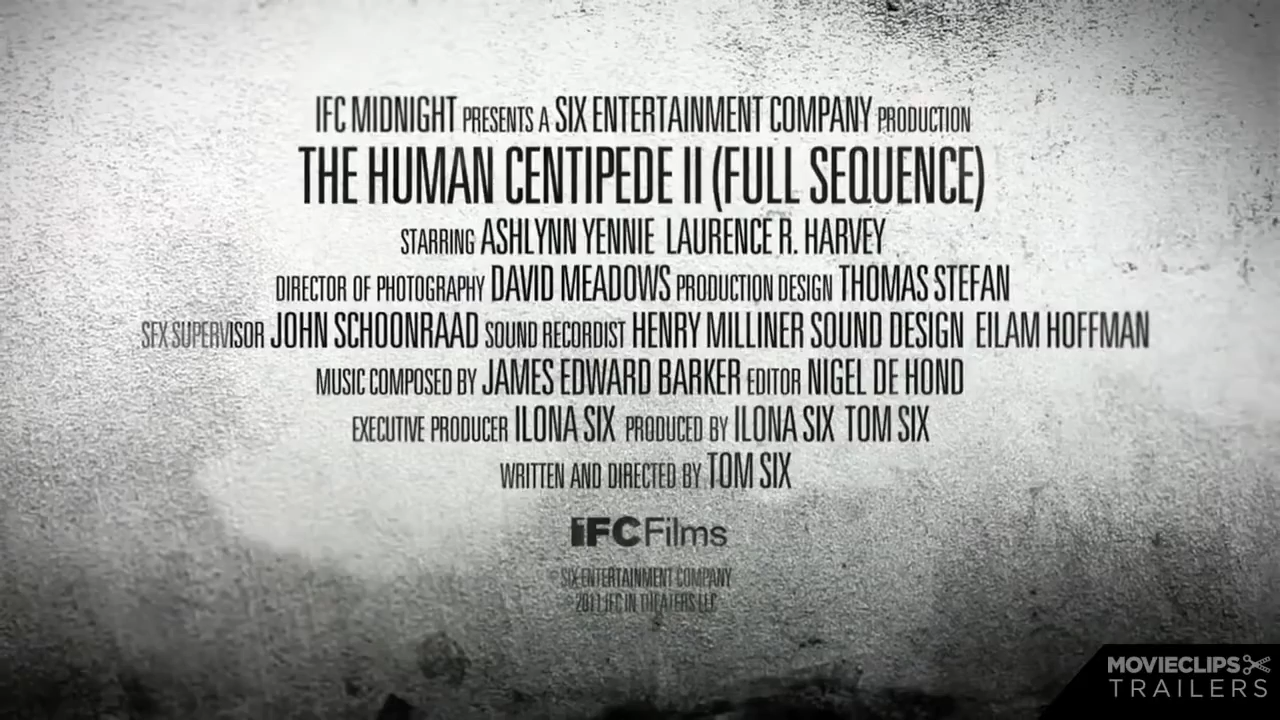 IFC MIDNIGHT PRESENTS A SIX ENTERTAINMENT COMPANY PRODUCTION
THE HUMAN CENTIPEDE II (FULL SEQUENCE)
STARRING ASHLYNN YENNIE LAURENCE R. HARVEY
DIRECTOR OF PHOTOGRAPHY DAVID MEADOWS PRODUCTION DESIGN THOMAS STEFAN
SFX SUPERVISOR JOHN SCHOONRAAD SOUND RECORDIST HENRY MILLINER SOUND DESIGN EILAM HOFFMAN
MUSIC COMPOSED BY JAMES EDWARD BARKER EDITOR NIGEL DE HOND
EXECUTIVE PRODUCER ILONA SIX PRODUCED BY ILONA SIX TOM SIX
WRITTEN AND DIRECTED BY TOM SIX
IFC Films
© SIX ENTERTAINMENT COMPANY
© 2011 IFC IN THEATERS LLC
MOVIECLIPS
TRAILERS